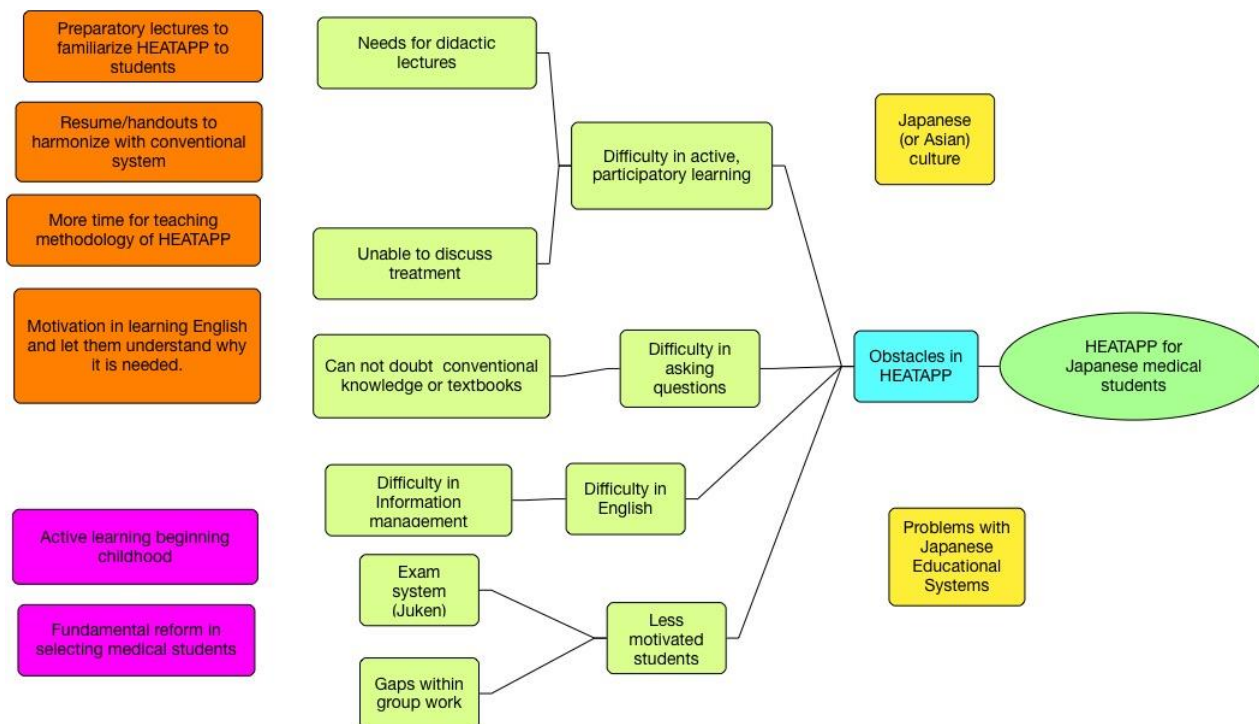 Preparatory lectures to
familiarize HEATAPP to
students
Resume/handouts to
harmonize with conventional
system
More time for teaching
methodology of HEATAPP
Motivation in learning English
and let them understand why
it is needed.
Active learning beginning
childhood
Fundamental reform in
selecting medical students
Needs for didactic
lectures
Unable to discuss
treatment
Can not doubt conventional
knowledge or textbooks
Difficulty in
Information
management
Exam
system
(Juken)
Gaps within
group work
Difficulty in active,
participatory learning
Difficulty in
asking
questions
Difficulty in
English
Less
motivated
students
Japanese
(or Asian)
culture
Obstacles in
HEATAPP
Problems with
Japanese
Educational
Systems
HEATAPP for
Japanese medical
students